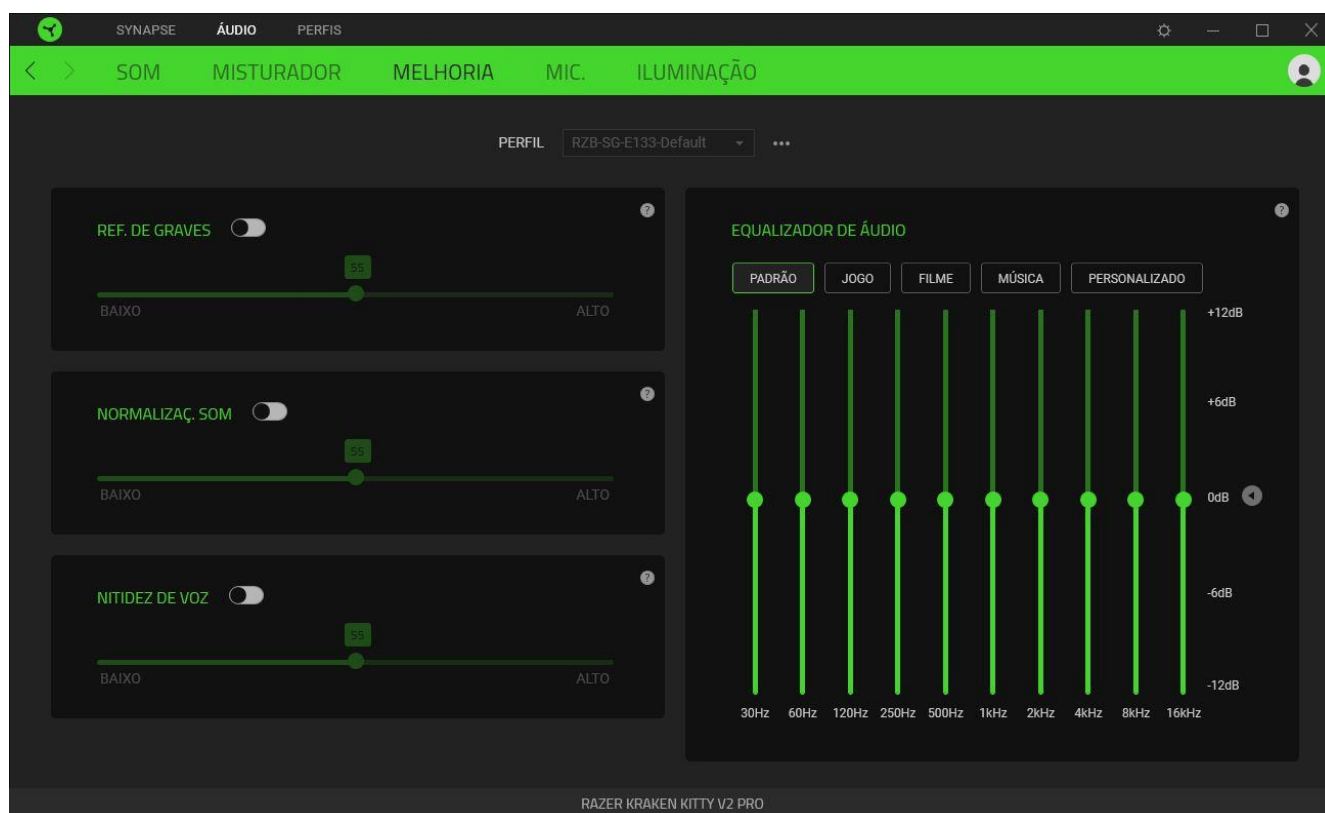 SYNAPSE ÁUDIO PERFIS
SOM MISTURADOR MELHORIA MIC. ILUMINAÇÃO
PERFIL RZB-SG-E133-Default
REF. DE GRAVES
55
BAIXO ALTO
NORMALIZAÇ. SOM
55
BAIXO ALTO
NITIDEZ DE VOZ
55
BAIXO ALTO
EQUALIZADOR DE ÁUDIO
PADRÃO JOGO FILME MÚSICA PERSONALIZADO
+12dB
+6dB
0dB
-6dB
-12dB
30Hz 60Hz 120Hz 250Hz 500Hz 1kHz 2kHz 4kHz 8kHz 16kHz
RAZER KRAKEN KITTY V2 PRO